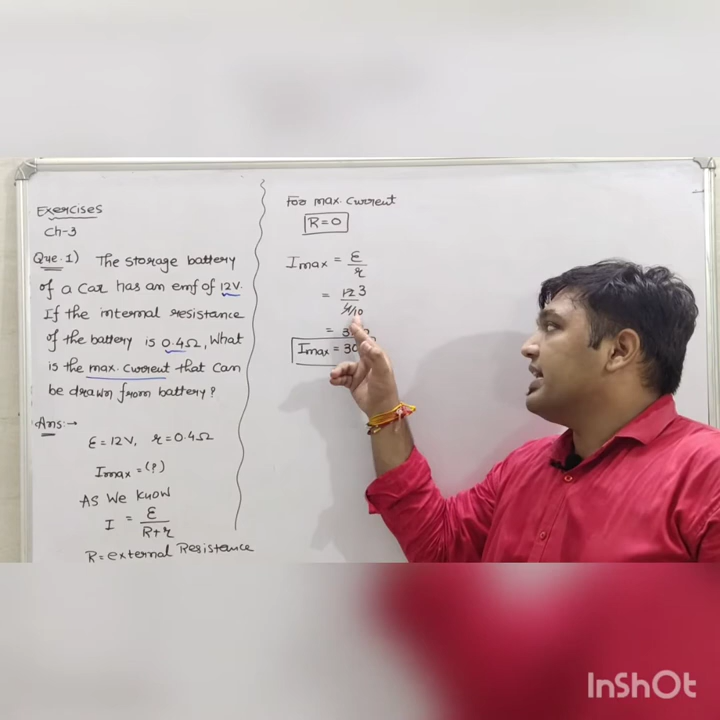 Exercises
Ch-3
Que.1) The storage battery
of a car has an emf of 12V.
If the internal resistance
of the battery is 0.4Ω, What
is the max. current that can
be drawn from battery?
Ans:→
ε = 12V, r = 0.4Ω
Imax = (?)
As We know
I = ε / R+r
R = external Resistance
For max. current
R = 0
Imax = ε / r
= 12 3 / 4/10
Imax = 30
InShOt